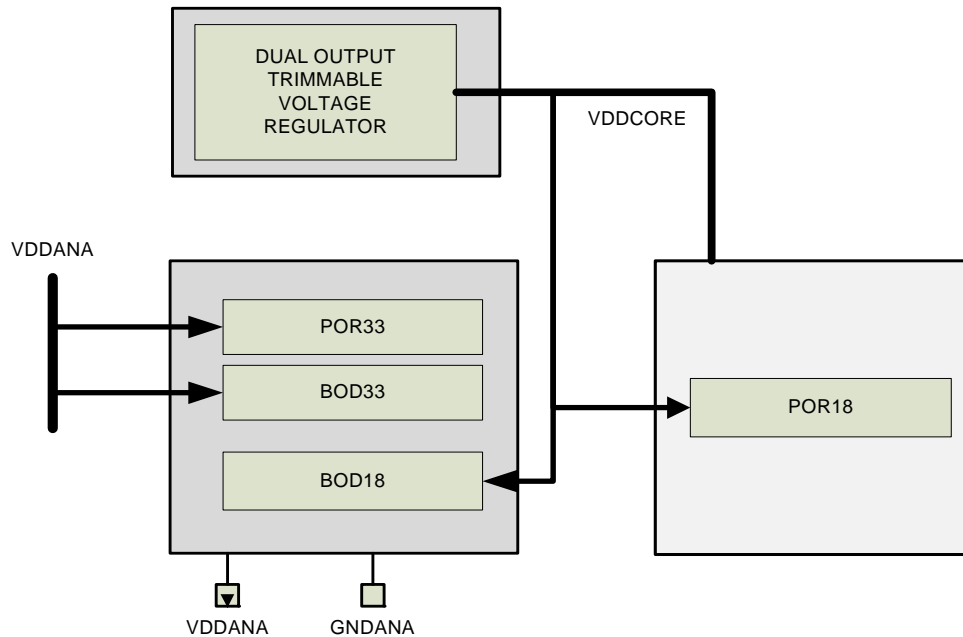 DUAL OUTPUT
TRIMMABLE
VOLTAGE
REGULATOR
VDDCORE
VDDANA
POR33
BOD33
BOD18
POR18
VDDANA
GNDANA